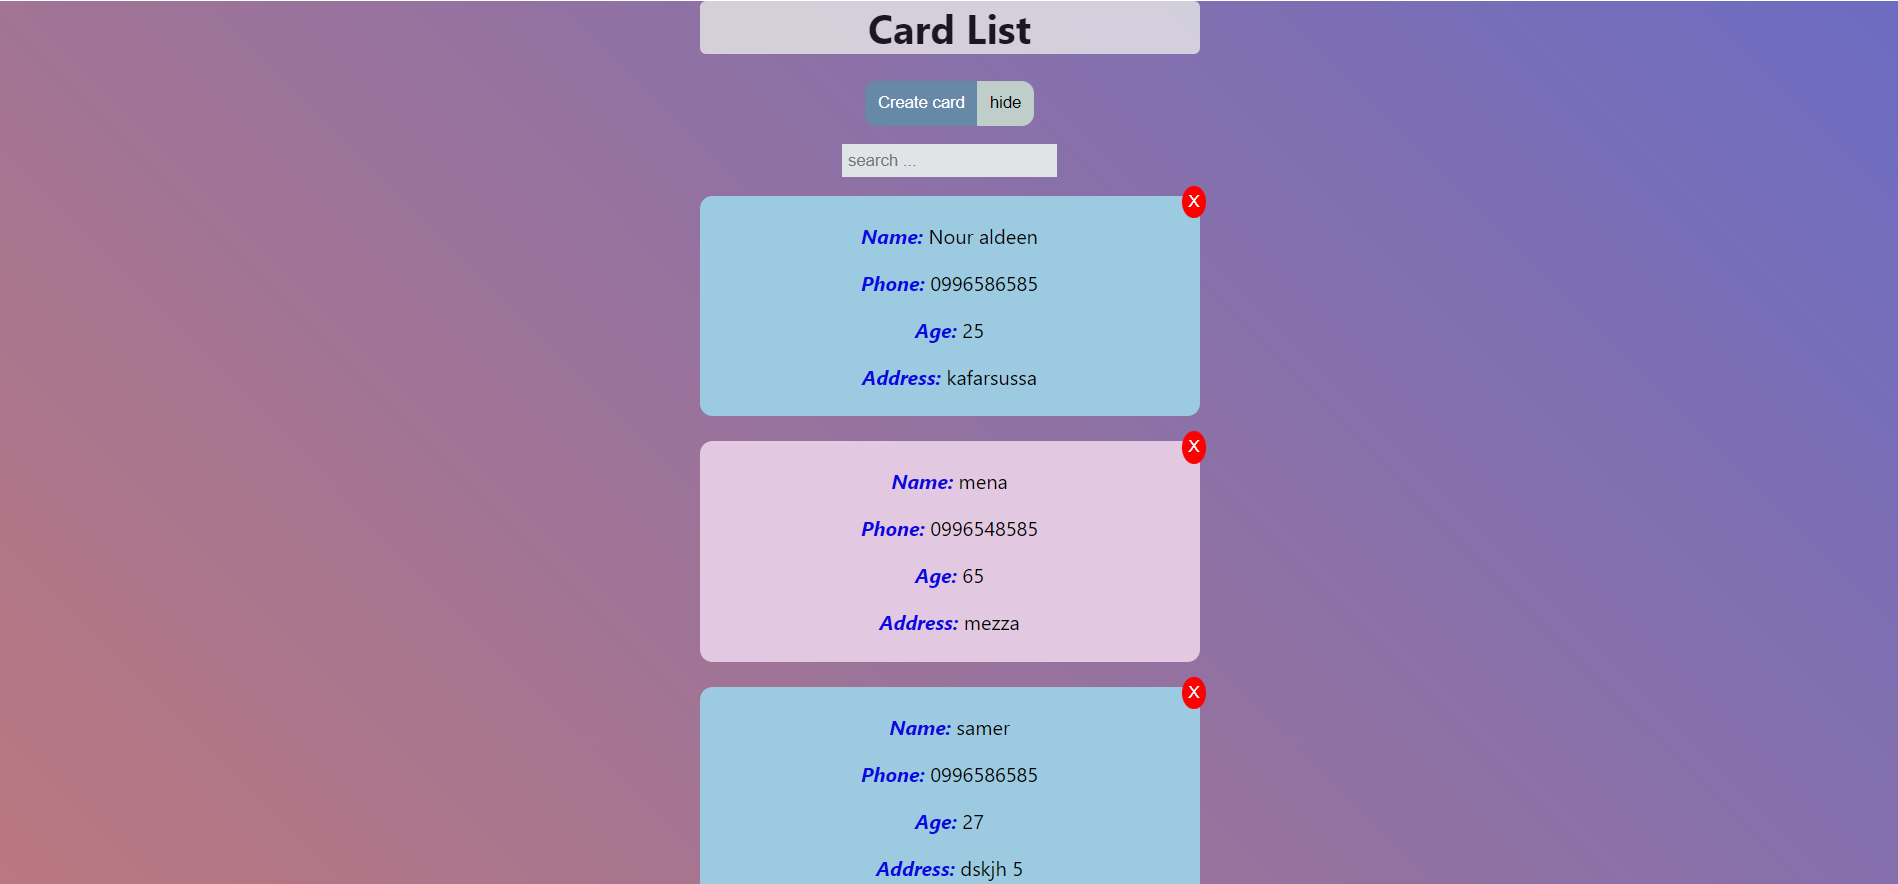 Card List
Create card hide
search ...
X
Name: Nour aldeen
Phone: 0996586585
Age: 25
Address: kafarsussa
X
Name: mena
Phone: 0996548585
Age: 65
Address: mezza
X
Name: samer
Phone: 0996586585
Age: 27
Address: dskjh 5